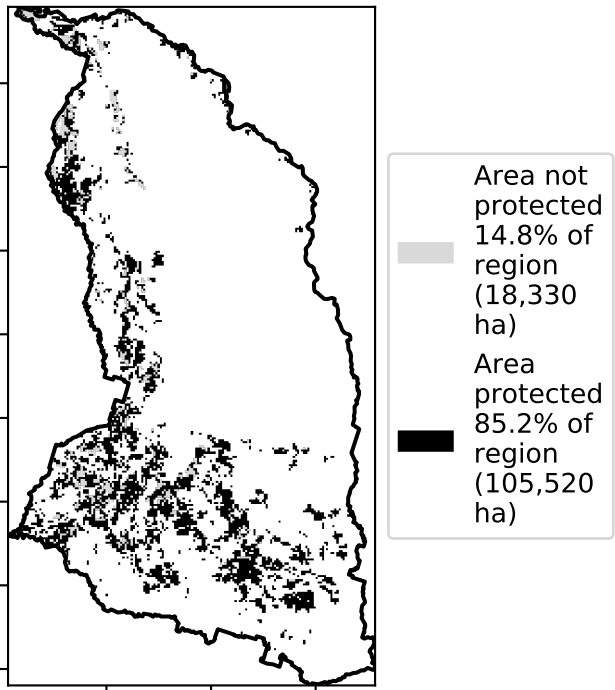 Area not
protected
14.8% of
region
(18,330
ha)
Area
protected
85.2% of
region
(105,520
ha)